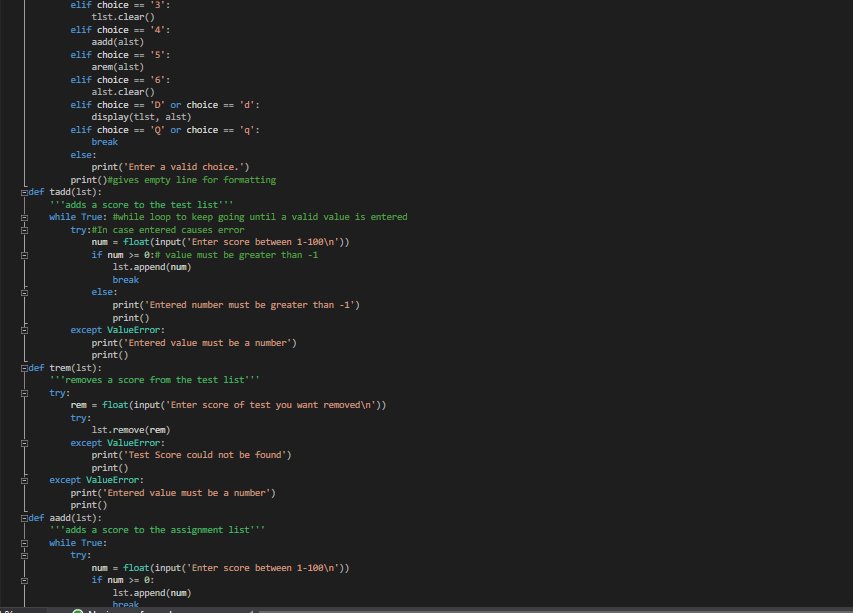 elif choice == '3':
tlst.clear()
elif choice == '4':
aadd(alst)
elif choice == '5':
arem(alst)
elif choice == '6':
alst.clear()
elif choice == 'D' or choice == 'd':
display(tlst, alst)
elif choice == 'Q' or choice == 'q':
break
else:
print('Enter a valid choice.')
print()#gives empty line for formatting
def tadd(lst):
'''adds a score to the test list'''
while True: #while loop to keep going until a valid value is entered
try:#In case entered causes error
num = float(input('Enter score between 1-100\n'))
if num >= 0:# value must be greater than -1
lst.append(num)
break
else:
print('Entered number must be greater than -1')
print()
except ValueError:
print('Entered value must be a number')
print()
def trem(lst):
'''removes a score from the test list'''
try:
rem = float(input('Enter score of test you want removed\n'))
try:
lst.remove(rem)
except ValueError:
print('Test Score could not be found')
print()
except ValueError:
print('Entered value must be a number')
print()
def aadd(lst):
'''adds a score to the assignment list'''
while True:
try:
num = float(input('Enter score between 1-100\n'))
if num >= 0:
lst.append(num)
break